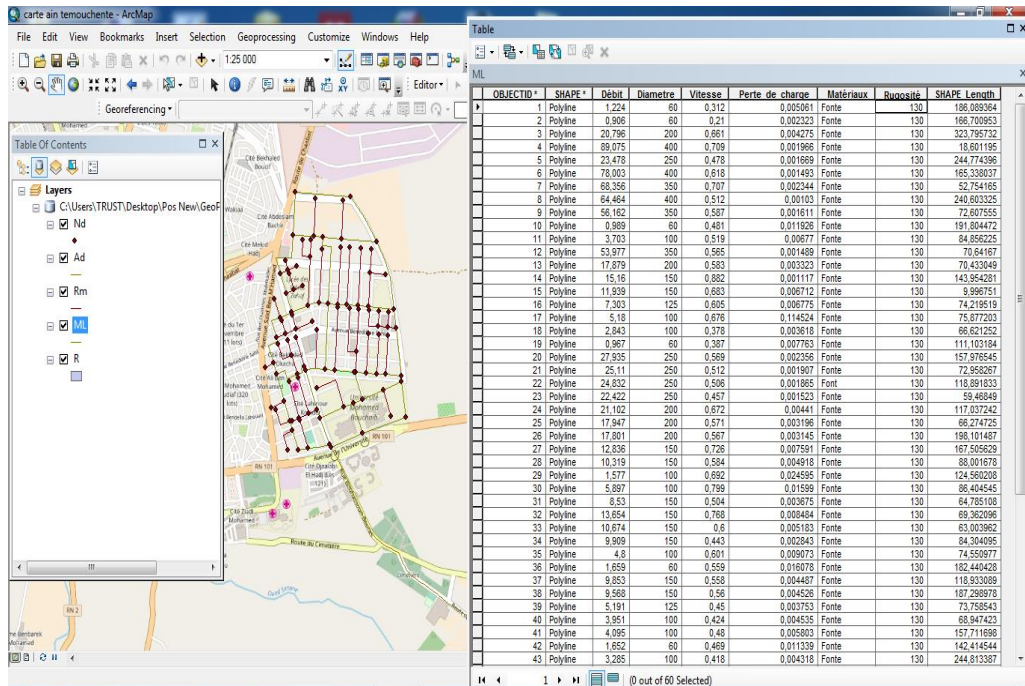 carte ain temouchente - ArcMap
File Edit View Bookmarks Insert Selection Geoprocessing Customize Windows Help
1:25 000
Editor
Georeferencing
Table Of Contents
Layers
C:\Users\TRUST\Desktop\Pos New\GeoF
Nd
Ad
Rm
ML
R
Route de Chaabat
Cité Bekhaled
Cité Mekid
Hadj
Avenue de l'Université
RN 101
RN 101
Cité Zidi
Mohamed
Route du Cimetière
RN 2
Table
ML
OBJECTID * SHAPE * Débit Diametre Vitesse Perte de charge Matèriaux Rugosité SHAPE_Length
1 Polyline 1,224 60 0,312 0,005061 Fonte 130 186,089364
2 Polyline 0,906 60 0,21 0,002323 Fonte 130 166,700953
3 Polyline 20,796 200 0,661 0,004275 Fonte 130 323,795732
4 Polyline 89,075 400 0,709 0,001966 Fonte 130 18,601195
5 Polyline 23,478 250 0,478 0,001669 Fonte 130 244,774396
6 Polyline 78,003 400 0,618 0,001493 Fonte 130 165,338037
7 Polyline 68,356 350 0,707 0,002344 Fonte 130 52,754165
8 Polyline 64,464 400 0,512 0,00103 Fonte 130 240,603325
9 Polyline 56,162 350 0,587 0,001611 Fonte 130 72,607555
10 Polyline 0,989 60 0,481 0,011926 Fonte 130 191,804472
11 Polyline 3,703 100 0,519 0,00677 Fonte 130 84,856225
12 Polyline 53,977 350 0,565 0,001489 Fonte 130 70,64167
13 Polyline 17,879 200 0,583 0,003323 Fonte 130 70,433049
14 Polyline 15,16 150 0,882 0,001117 Fonte 130 143,954281
15 Polyline 11,939 150 0,683 0,006712 Fonte 130 9,996751
16 Polyline 7,303 125 0,605 0,006775 Fonte 130 74,219519
17 Polyline 5,18 100 0,676 0,114524 Fonte 130 75,877203
18 Polyline 2,843 100 0,378 0,003618 Fonte 130 66,621252
19 Polyline 0,967 60 0,387 0,007763 Fonte 130 111,103184
20 Polyline 27,935 250 0,569 0,002356 Fonte 130 157,976545
21 Polyline 25,11 250 0,512 0,001907 Fonte 130 72,958267
22 Polyline 24,832 250 0,506 0,001865 Font 130 118,891833
23 Polyline 22,422 250 0,457 0,001523 Fonte 130 59,46849
24 Polyline 21,102 200 0,672 0,00441 Fonte 130 117,037242
25 Polyline 17,947 200 0,571 0,003196 Fonte 130 66,274725
26 Polyline 17,801 200 0,567 0,003145 Fonte 130 198,101487
27 Polyline 12,836 150 0,726 0,007591 Fonte 130 167,505629
28 Polyline 10,319 150 0,584 0,004918 Fonte 130 88,001678
29 Polyline 1,577 100 0,692 0,024595 Fonte 130 124,560208
30 Polyline 5,897 100 0,799 0,01599 Fonte 130 86,404545
31 Polyline 8,53 150 0,504 0,003675 Fonte 130 64,785108
32 Polyline 13,654 150 0,768 0,008484 Fonte 130 69,362096
33 Polyline 10,674 150 0,6 0,005183 Fonte 130 63,003962
34 Polyline 9,909 150 0,443 0,002843 Fonte 130 84,304095
35 Polyline 4,8 100 0,601 0,009073 Fonte 130 74,550977
36 Polyline 1,659 60 0,559 0,016078 Fonte 130 182,440428
37 Polyline 9,853 150 0,558 0,004487 Fonte 130 118,933089
38 Polyline 9,568 150 0,56 0,004526 Fonte 130 187,298978
39 Polyline 5,191 125 0,45 0,003753 Fonte 130 73,758543
40 Polyline 3,951 100 0,424 0,004535 Fonte 130 68,947423
41 Polyline 4,095 100 0,48 0,005803 Fonte 130 157,711698
42 Polyline 1,652 60 0,469 0,011339 Fonte 130 142,414544
43 Polyline 3,285 100 0,418 0,004318 Fonte 130 244,813387
1 (0 out of 60 Selected)